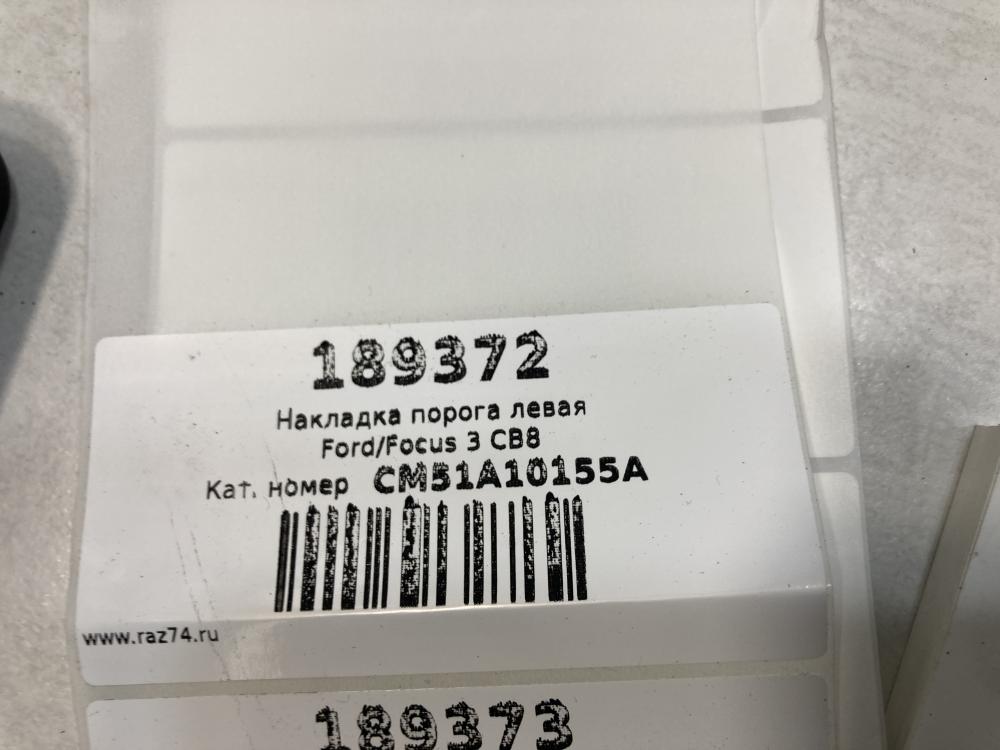 189372
Накладка порога левая
Ford/Focus 3 CB8
Кат. номер CM51A10155A
www.raz74.ru
189373